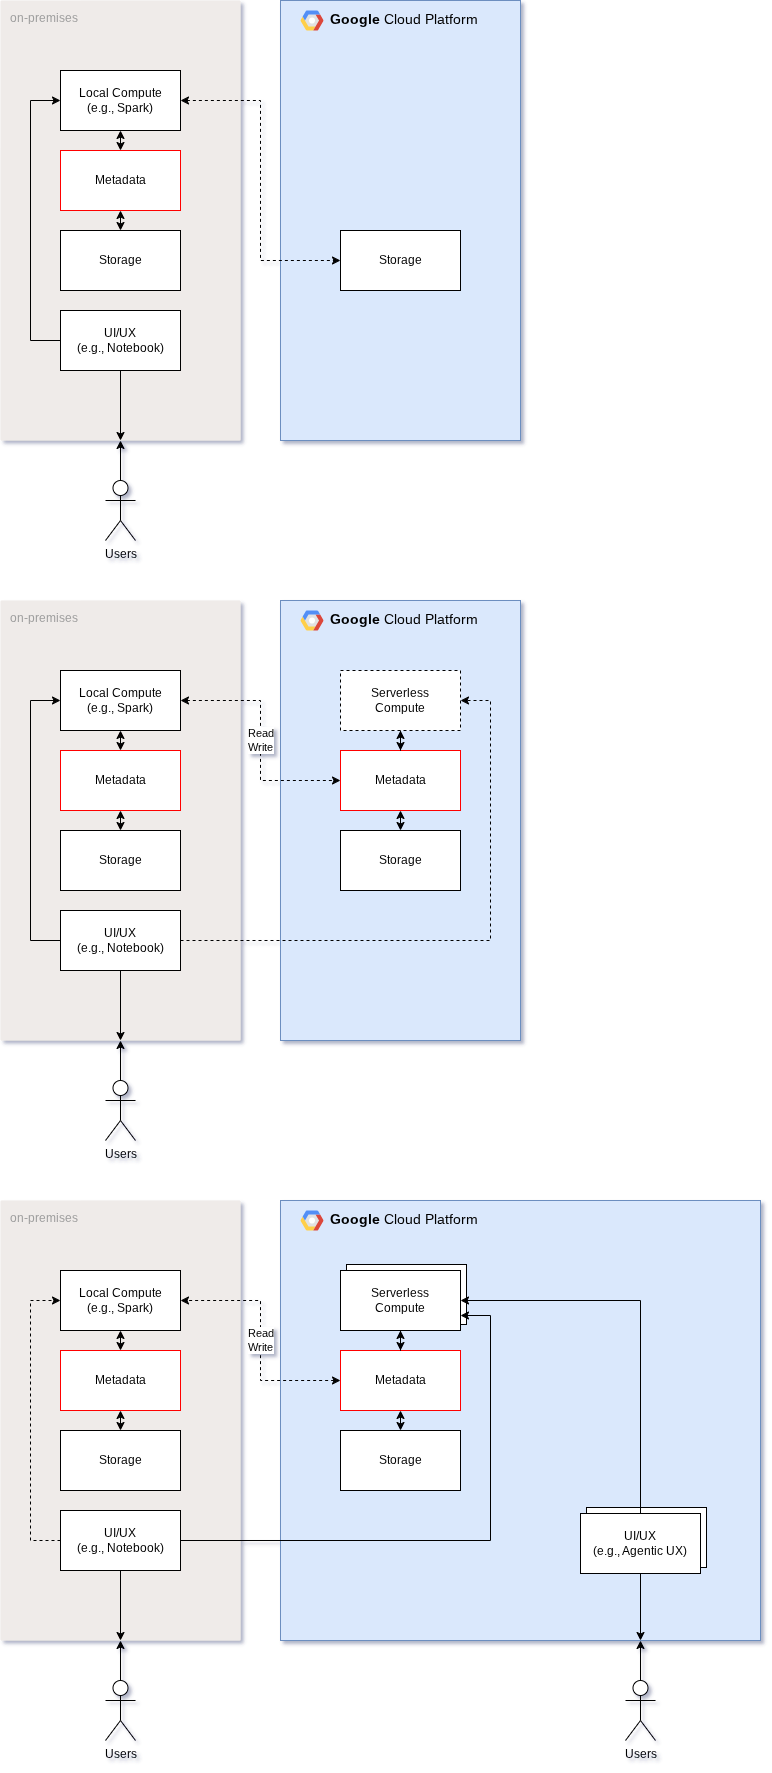 on-premises
Google Cloud Platform
Local Compute
(e.g., Spark)
Metadata
Storage
Storage
UI/UX
(e.g., Notebook)
Users
on-premises
Google Cloud Platform
Local Compute
(e.g., Spark)
Serverless
Compute
Read
Write
Metadata
Metadata
Storage
Storage
UI/UX
(e.g., Notebook)
Users
on-premises
Google Cloud Platform
Local Compute
(e.g., Spark)
Serverless
Compute
Read
Write
Metadata
Metadata
Storage
Storage
UI/UX
(e.g., Notebook)
UI/UX
(e.g., Agentic UX)
Users
Users